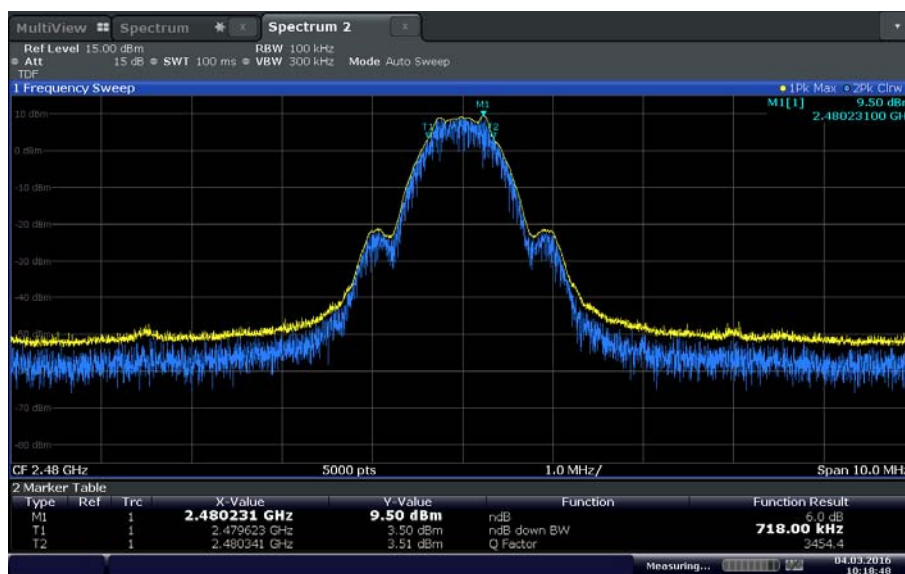 MultiView Spectrum x Spectrum 2 x
Ref Level 15.00 dBm RBW 100 kHz
Att 15 dB SWT 100 ms VBW 300 kHz Mode Auto Sweep
TDF
1 Frequency Sweep 1Pk Max 2Pk Clrw
M1[1] 9.50 dBm
2.48023100 GH
M1
10 dBm
T1 T2
0 dBm
-10 dBm
-20 dBm
-30 dBm
-40 dBm
-50 dBm
-70 dBm
-80 dBm
CF 2.48 GHz 5000 pts 1.0 MHz/ Span 10.0 MHz
2 Marker Table
Type Ref Trc X-Value Y-Value Function Function Result
M1 1 2.480231 GHz 9.50 dBm ndB 6.0 dB
T1 1 2.479623 GHz 3.50 dBm ndB down BW 718.00 kHz
T2 1 2.480341 GHz 3.51 dBm Q Factor 3454.4
Measuring... 04.03.2016
10:18:48